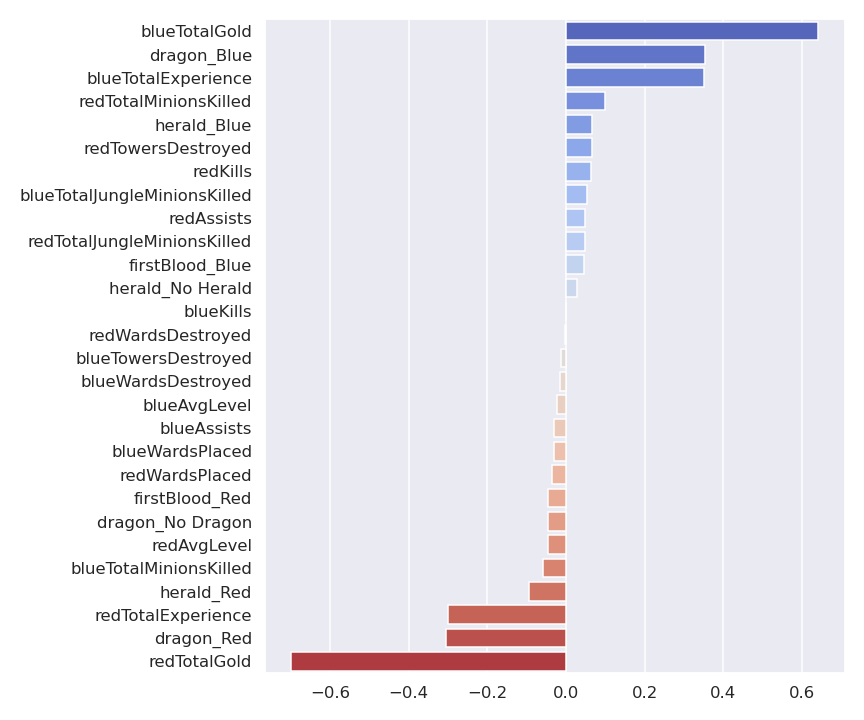 blueTotalGold
dragon_Blue
blueTotalExperience
redTotalMinionsKilled
herald_Blue
redTowersDestroyed
redKills
blueTotalJungleMinionsKilled
redAssists
redTotalJungleMinionsKilled
firstBlood_Blue
herald_No Herald
blueKills
redWardsDestroyed
blueTowersDestroyed
blueWardsDestroyed
blueAvgLevel
blueAssists
blueWardsPlaced
redWardsPlaced
firstBlood_Red
dragon_No Dragon
redAvgLevel
blueTotalMinionsKilled
herald_Red
redTotalExperience
dragon_Red
redTotalGold
−0.6 −0.4 −0.2 0.0 0.2 0.4 0.6